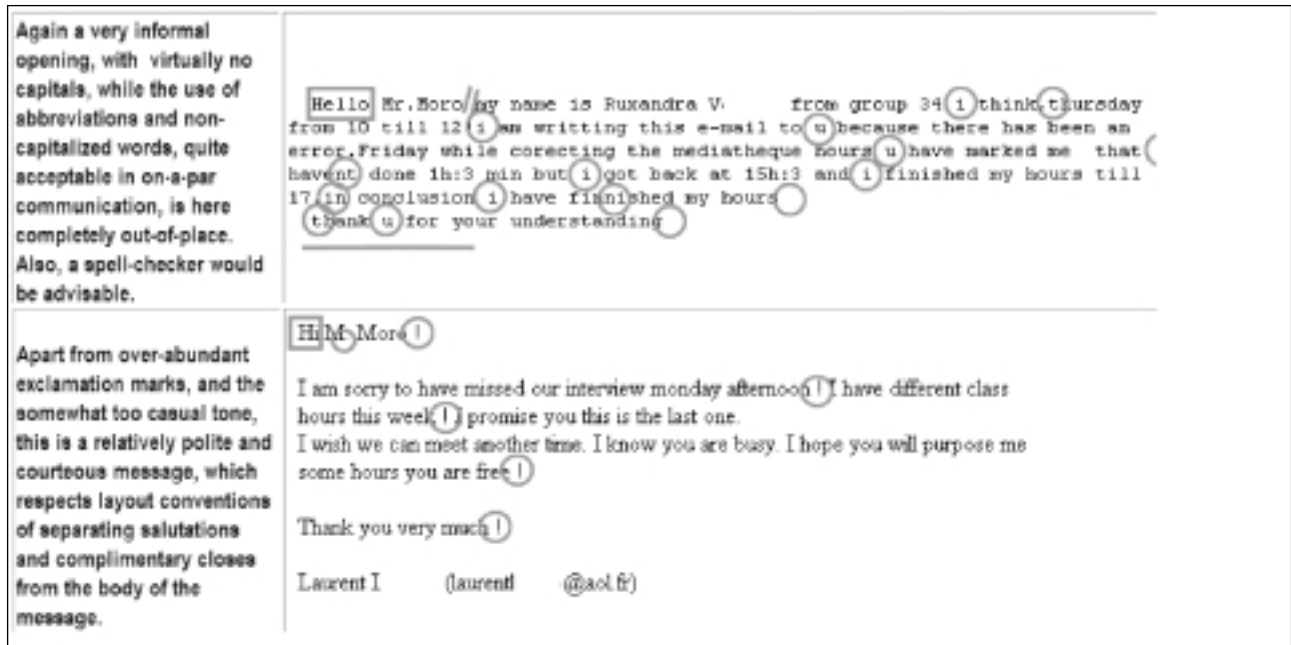 Again a very informal
opening, with virtually no
capitals, while the use of
abbreviations and non-
capitalized words, quite
acceptable in on-a-par
communication, is here
completely out-of-place.
Also, a spell-checker would
be advisable.
Hello Mr.Moro my name is Ruxandra V. from group 34 i think thursday
from 10 till 12 i am writting this e-mail to u because there has been an
error.Friday while corecting the mediatheque hours u have marked me that
havent done 1h:3 min but i got back at 15h:3 and i finished my hours till
17.in conclusion i have finnished my hours
thank u for your understanding
Apart from over-abundant
exclamation marks, and the
somewhat too casual tone,
this is a relatively polite and
courteous message, which
respects layout conventions
of separating salutations
and complimentary closes
from the body of the
message.
Hi M. More !
I am sorry to have missed our interview monday afternoon ! I have different class
hours this week ! I promise you this is the last one.
I wish we can meet another time. I know you are busy. I hope you will purpose me
some hours you are free !
Thank you very much !
Laurent I (laurentl @aol.fr)